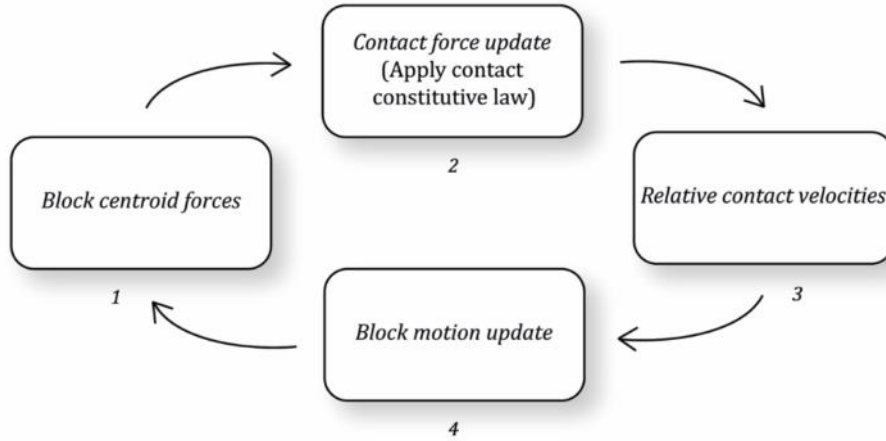 Contact force update
(Apply contact
constitutive law)
2
Block centroid forces
1
Relative contact velocities
3
Block motion update
4